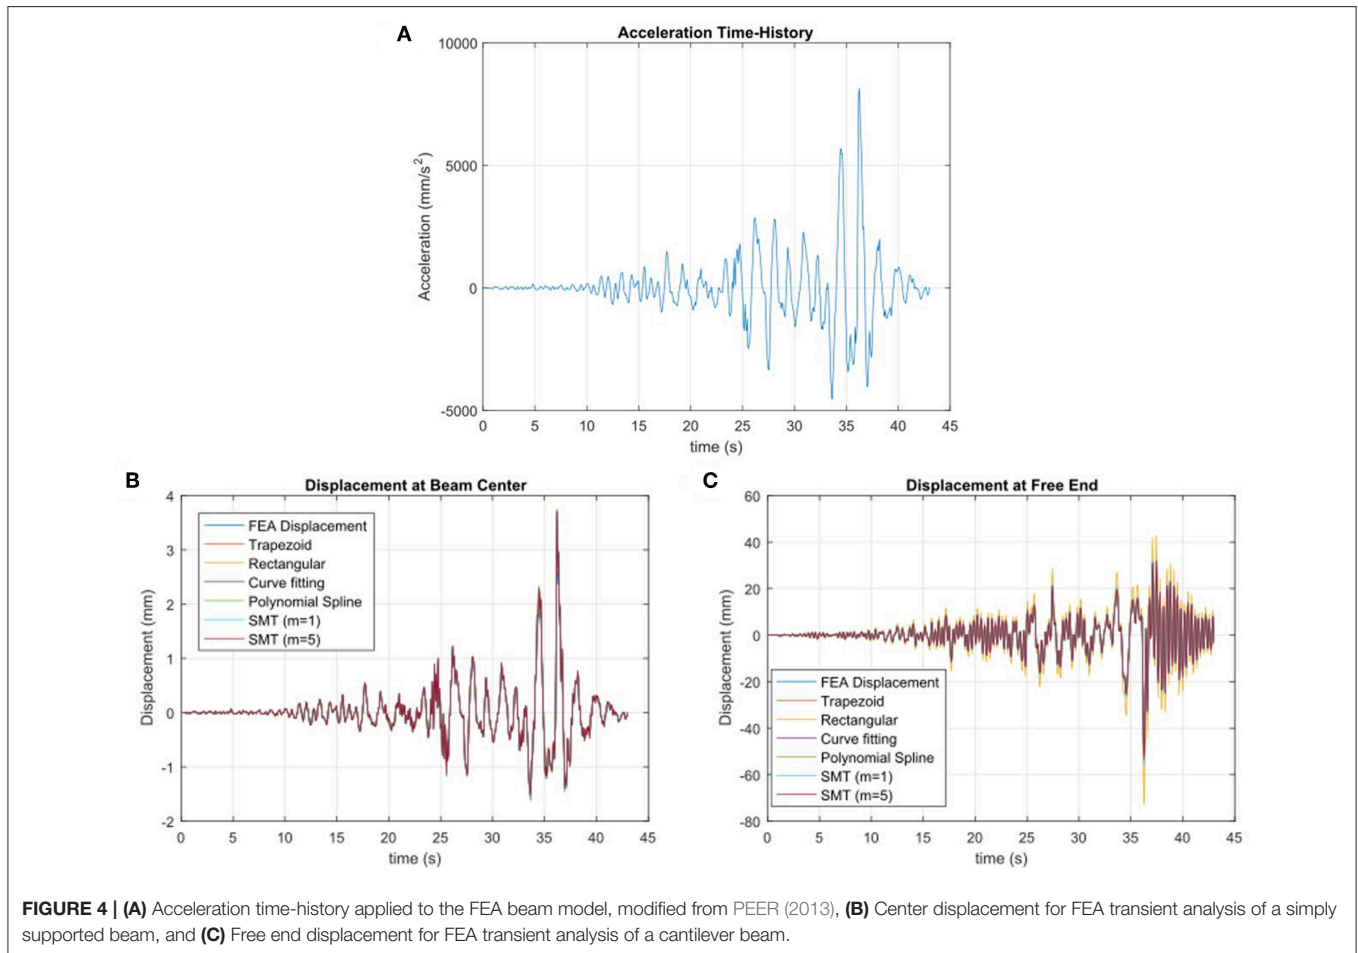 A
Acceleration Time-History
10000
5000
0
-5000
Acceleration (mm/s²)
0 5 10 15 20 25 30 35 40 45
time (s)
B
Displacement at Beam Center
4
3
2
1
0
-1
-2
Displacement (mm)
FEA Displacement
Trapezoid
Rectangular
Curve fitting
Polynomial Spline
SMT (m=1)
SMT (m=5)
0 5 10 15 20 25 30 35 40 45
time (s)
C
Displacement at Free End
60
40
20
0
-20
-40
-60
-80
Displacement (mm)
FEA Displacement
Trapezoid
Rectangular
Curve fitting
Polynomial Spline
SMT (m=1)
SMT (m=5)
0 5 10 15 20 25 30 35 40 45
time (s)
FIGURE 4 | (A) Acceleration time-history applied to the FEA beam model, modified from PEER (2013), (B) Center displacement for FEA transient analysis of a simply
supported beam, and (C) Free end displacement for FEA transient analysis of a cantilever beam.